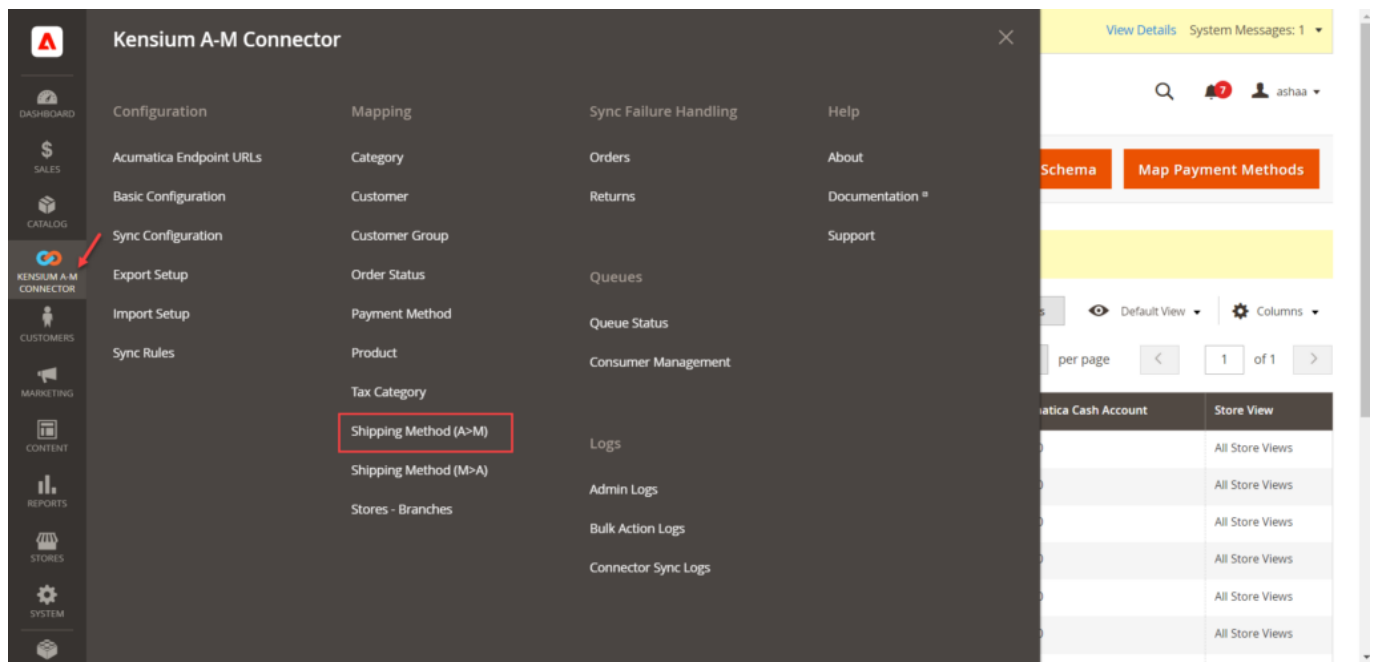 Kensium A-M Connector
View Details System Messages: 1
DASHBOARD
SALES
CATALOG
KENSIUM A-M
CONNECTOR
CUSTOMERS
MARKETING
CONTENT
REPORTS
STORES
SYSTEM
Configuration
Acumatica Endpoint URLs
Basic Configuration
Sync Configuration
Export Setup
Import Setup
Sync Rules
Mapping
Category
Customer
Customer Group
Order Status
Payment Method
Product
Tax Category
Shipping Method (A>M)
Shipping Method (M>A)
Stores - Branches
Sync Failure Handling
Orders
Returns
Queues
Queue Status
Consumer Management
Logs
Admin Logs
Bulk Action Logs
Connector Sync Logs
Help
About
Documentation
Support
7 ashaa
Schema Map Payment Methods
s Default View Columns
per page 1 of 1
atica Cash Account Store View
All Store Views
All Store Views
All Store Views
All Store Views
All Store Views
All Store Views